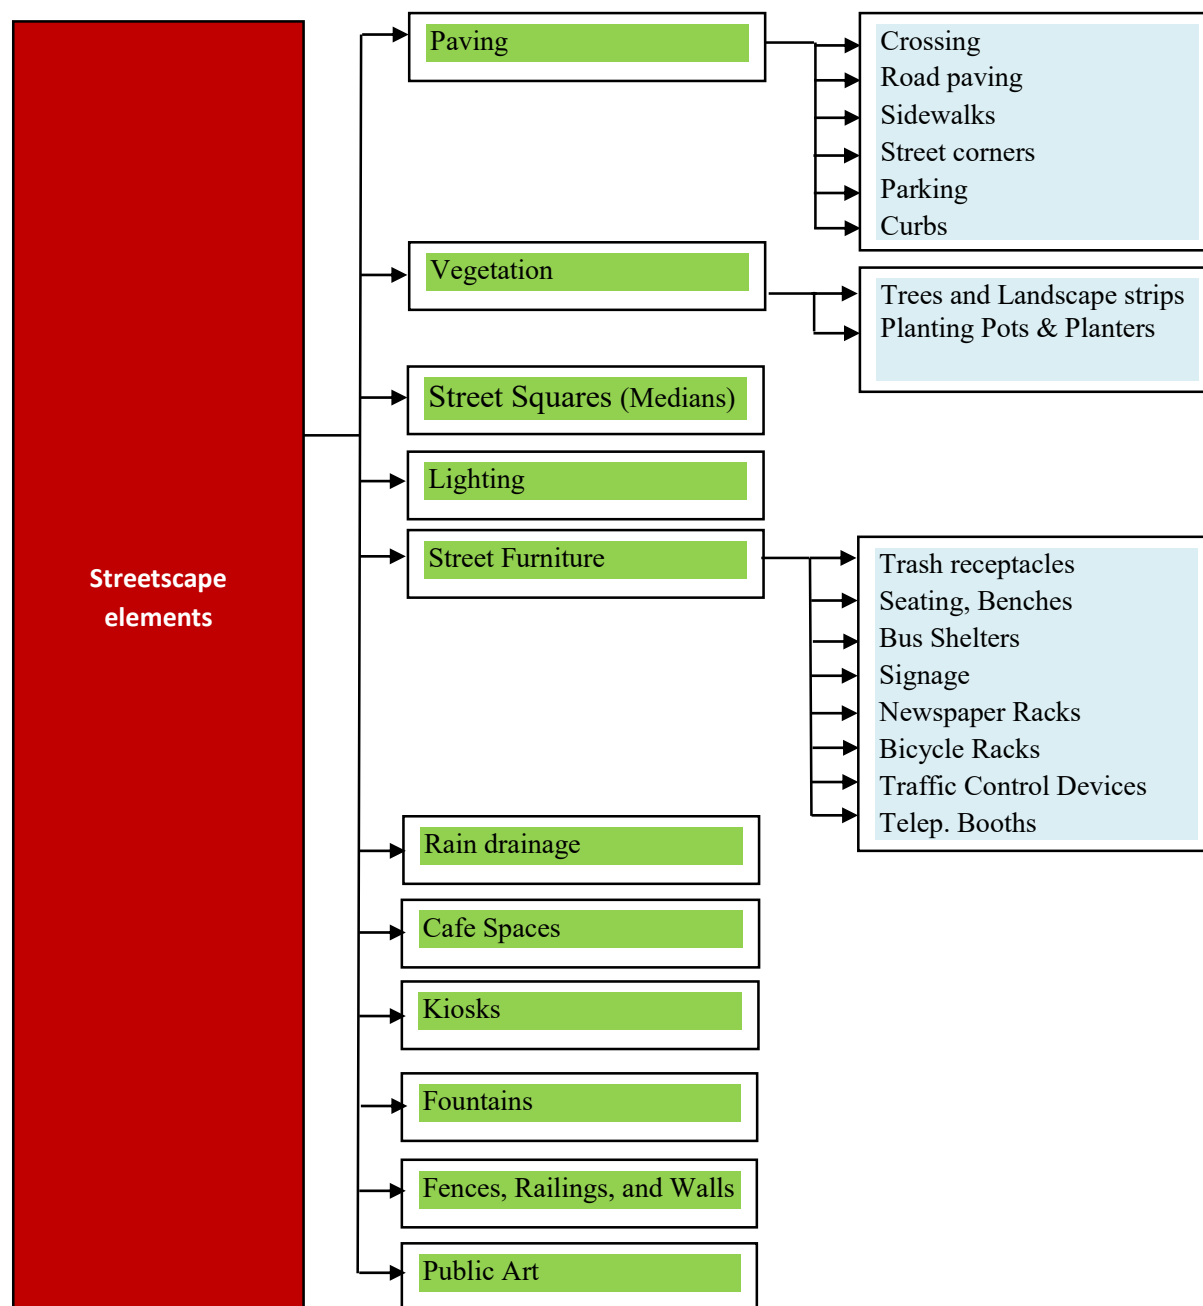 Streetscape
elements
Paving
Crossing
Road paving
Sidewalks
Street corners
Parking
Curbs
Vegetation
Trees and Landscape strips
Planting Pots & Planters
Street Squares (Medians)
Lighting
Street Furniture
Trash receptacles
Seating, Benches
Bus Shelters
Signage
Newspaper Racks
Bicycle Racks
Traffic Control Devices
Telep. Booths
Rain drainage
Cafe Spaces
Kiosks
Fountains
Fences, Railings, and Walls
Public Art